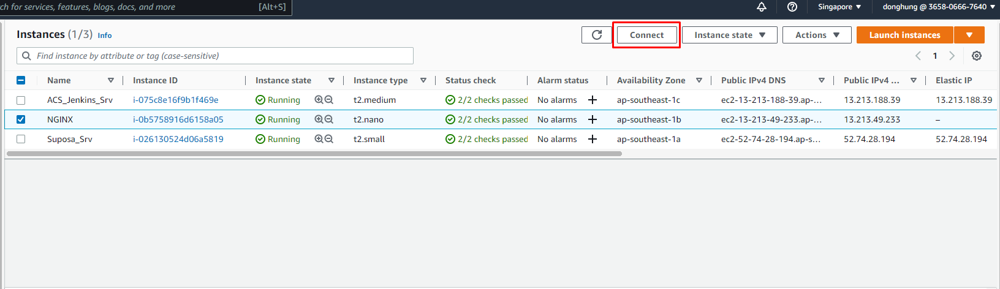 ch for services, features, blogs, docs, and more [Alt+S] Singapore ▼ donghung @ 3658-0666-7640 ▼
Instances (1/3) Info Connect Instance state ▼ Actions ▼ Launch instances ▼
Find instance by attribute or tag (case-sensitive) 1
Name Instance ID Instance state Instance type Status check Alarm status Availability Zone Public IPv4 DNS Public IPv4 ... Elastic IP
ACS_Jenkins_Srv i-075c8e16f9b1f469e Running t2.medium 2/2 checks passed No alarms + ap-southeast-1c ec2-13-213-188-39.ap-... 13.213.188.39 13.213.188.39
NGINX i-0b5758916d6158a05 Running t2.nano 2/2 checks passed No alarms + ap-southeast-1b ec2-13-213-49-233.ap-... 13.213.49.233 –
Suposa_Srv i-026130524d06a5819 Running t2.small 2/2 checks passed No alarms + ap-southeast-1a ec2-52-74-28-194.ap-s... 52.74.28.194 52.74.28.194